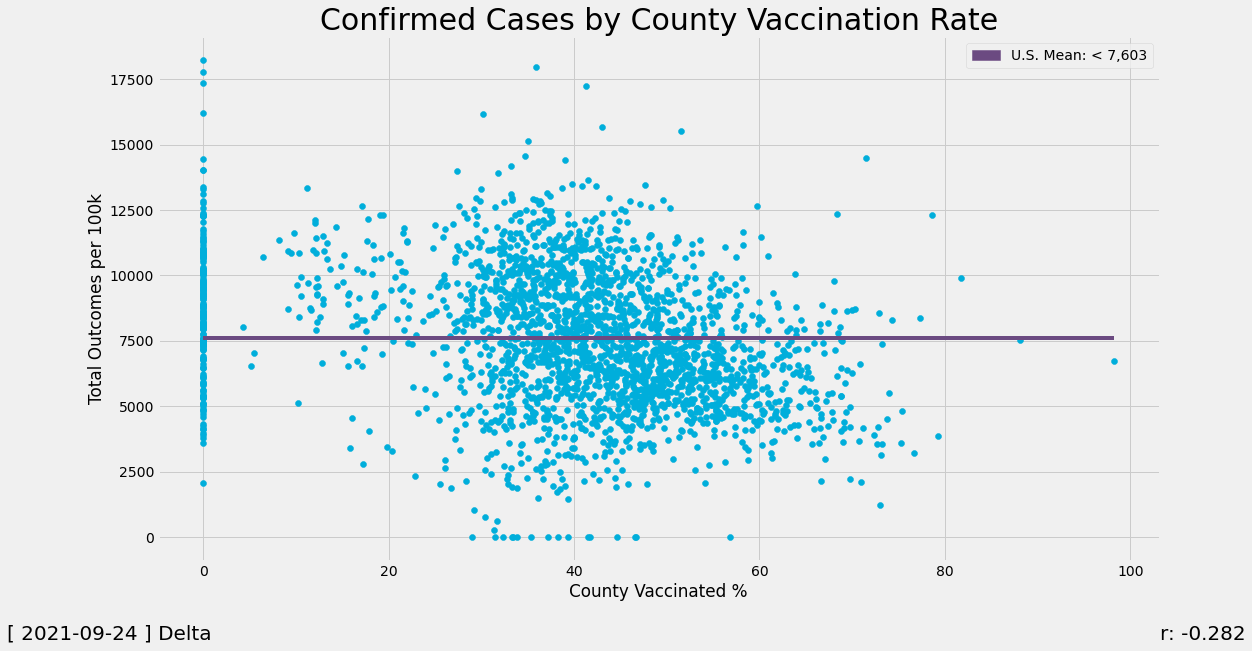 Confirmed Cases by County Vaccination Rate
U.S. Mean: < 7,603
Total Outcomes per 100k
17500
15000
12500
10000
7500
5000
2500
0
0 20 40 60 80 100
County Vaccinated %
[ 2021-09-24 ] Delta
r: -0.282